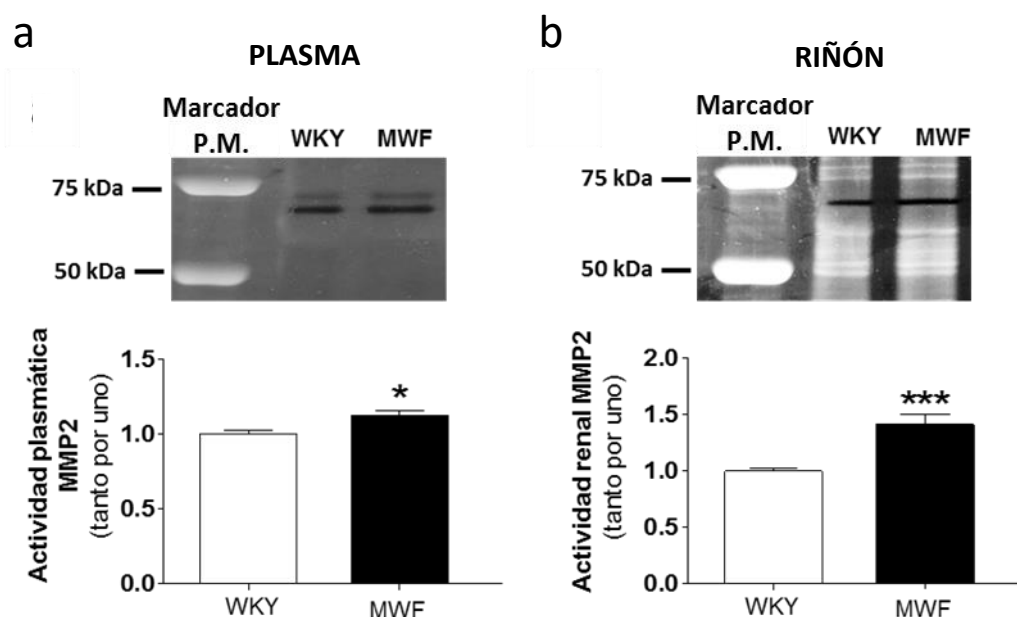 a
PLASMA
Marcador
P.M.
WKY
MWF
75 kDa
50 kDa
Actividad plasmática
MMP2
(tanto por uno)
1.5
1.0
0.5
0.0
*
WKY
MWF
b
RIÑÓN
Marcador
P.M.
WKY
MWF
75 kDa
50 kDa
Actividad renal MMP2
(tanto por uno)
2.0
1.5
1.0
0.5
0.0
***
WKY
MWF